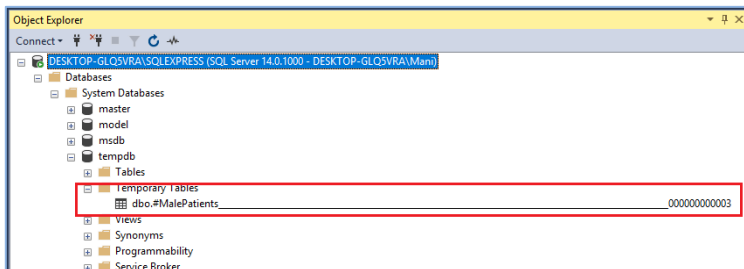 Object Explorer
Connect
DESKTOP-GLQ5VRA\SQLEXPRESS (SQL Server 14.0.1000 - DESKTOP-GLQ5VRA\Mani)
Databases
System Databases
master
model
msdb
tempdb
Tables
Temporary Tables
dbo.#MalePatients____________________________________________________________________________________________________000000000003
Views
Synonyms
Programmability
Service Broker